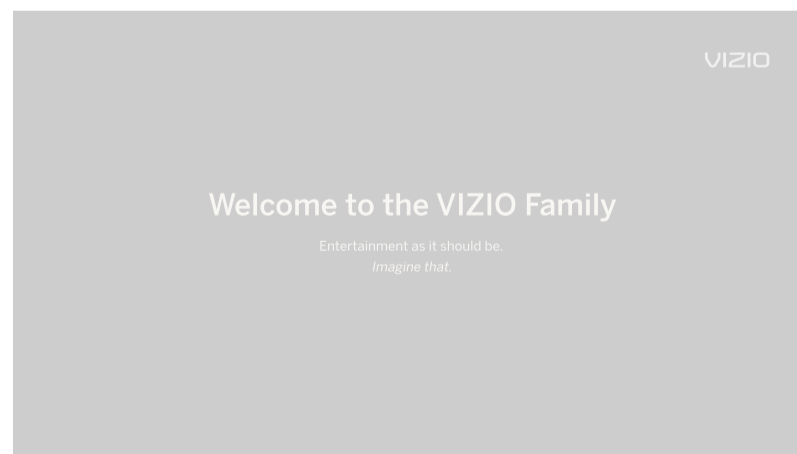 VIZIO
Welcome to the VIZIO Family
Entertainment as it should be.
Imagine that.